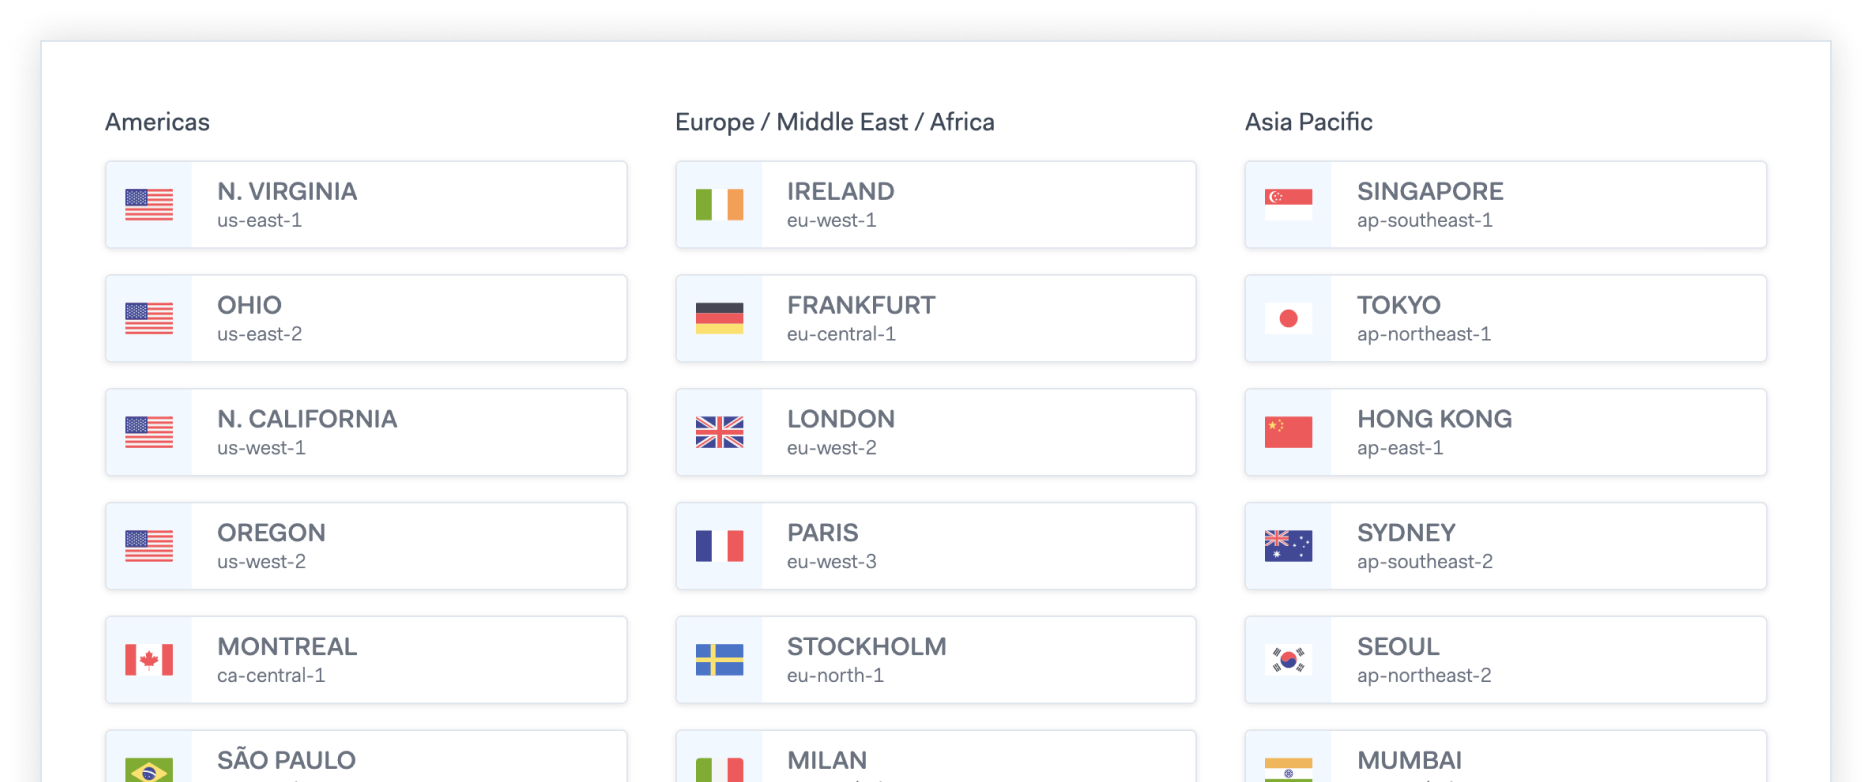 Americas
N. VIRGINIA
us-east-1
OHIO
us-east-2
N. CALIFORNIA
us-west-1
OREGON
us-west-2
MONTREAL
ca-central-1
SÃO PAULO
Europe / Middle East / Africa
IRELAND
eu-west-1
FRANKFURT
eu-central-1
LONDON
eu-west-2
PARIS
eu-west-3
STOCKHOLM
eu-north-1
MILAN
Asia Pacific
SINGAPORE
ap-southeast-1
TOKYO
ap-northeast-1
HONG KONG
ap-east-1
SYDNEY
ap-southeast-2
SEOUL
ap-northeast-2
MUMBAI